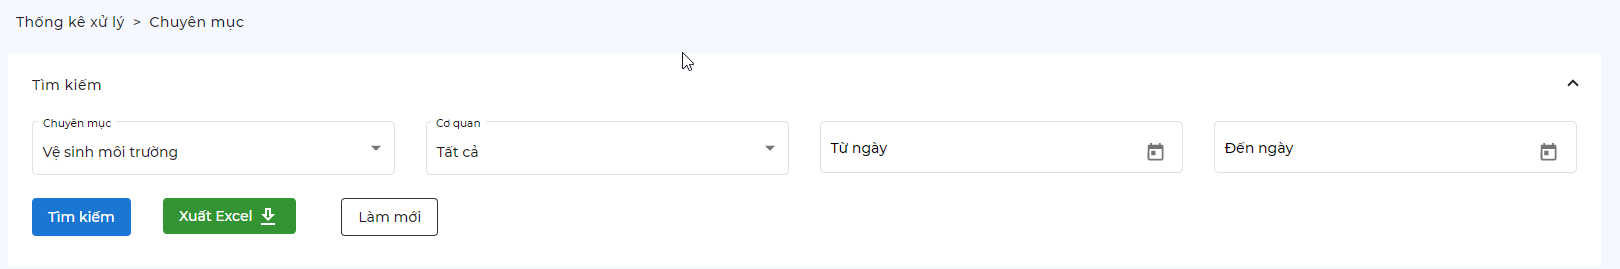 Thống kê xử lý > Chuyên mục
Tìm kiếm
Chuyên mục
Vệ sinh môi trường
Cơ quan
Tất cả
Từ ngày
Đến ngày
Tìm kiếm
Xuất Excel
Làm mới